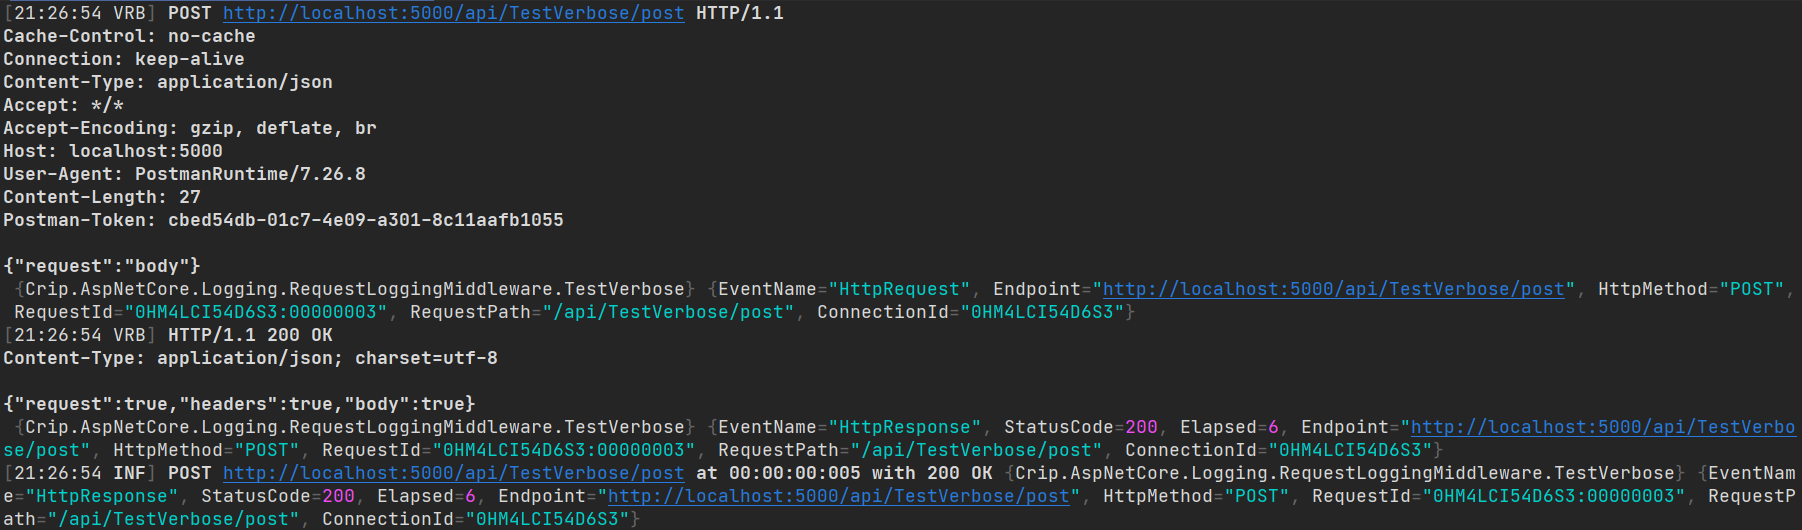 [21:26:54 VRB] POST http://localhost:5000/api/TestVerbose/post HTTP/1.1
Cache-Control: no-cache
Connection: keep-alive
Content-Type: application/json
Accept: */*
Accept-Encoding: gzip, deflate, br
Host: localhost:5000
User-Agent: PostmanRuntime/7.26.8
Content-Length: 27
Postman-Token: cbed54db-01c7-4e09-a301-8c11aafb1055
{"request":"body"}
{Crip.AspNetCore.Logging.RequestLoggingMiddleware.TestVerbose} {EventName="HttpRequest", Endpoint="http://localhost:5000/api/TestVerbose/post", HttpMethod="POST",
RequestId="0HM4LCI54D6S3:00000003", RequestPath="/api/TestVerbose/post", ConnectionId="0HM4LCI54D6S3"}
[21:26:54 VRB] HTTP/1.1 200 OK
Content-Type: application/json; charset=utf-8
{"request":true,"headers":true,"body":true}
{Crip.AspNetCore.Logging.RequestLoggingMiddleware.TestVerbose} {EventName="HttpResponse", StatusCode=200, Elapsed=6, Endpoint="http://localhost:5000/api/TestVerbo
se/post", HttpMethod="POST", RequestId="0HM4LCI54D6S3:00000003", RequestPath="/api/TestVerbose/post", ConnectionId="0HM4LCI54D6S3"}
[21:26:54 INF] POST http://localhost:5000/api/TestVerbose/post at 00:00:00:005 with 200 OK {Crip.AspNetCore.Logging.RequestLoggingMiddleware.TestVerbose} {EventNam
e="HttpResponse", StatusCode=200, Elapsed=6, Endpoint="http://localhost:5000/api/TestVerbose/post", HttpMethod="POST", RequestId="0HM4LCI54D6S3:00000003", RequestP
ath="/api/TestVerbose/post", ConnectionId="0HM4LCI54D6S3"}